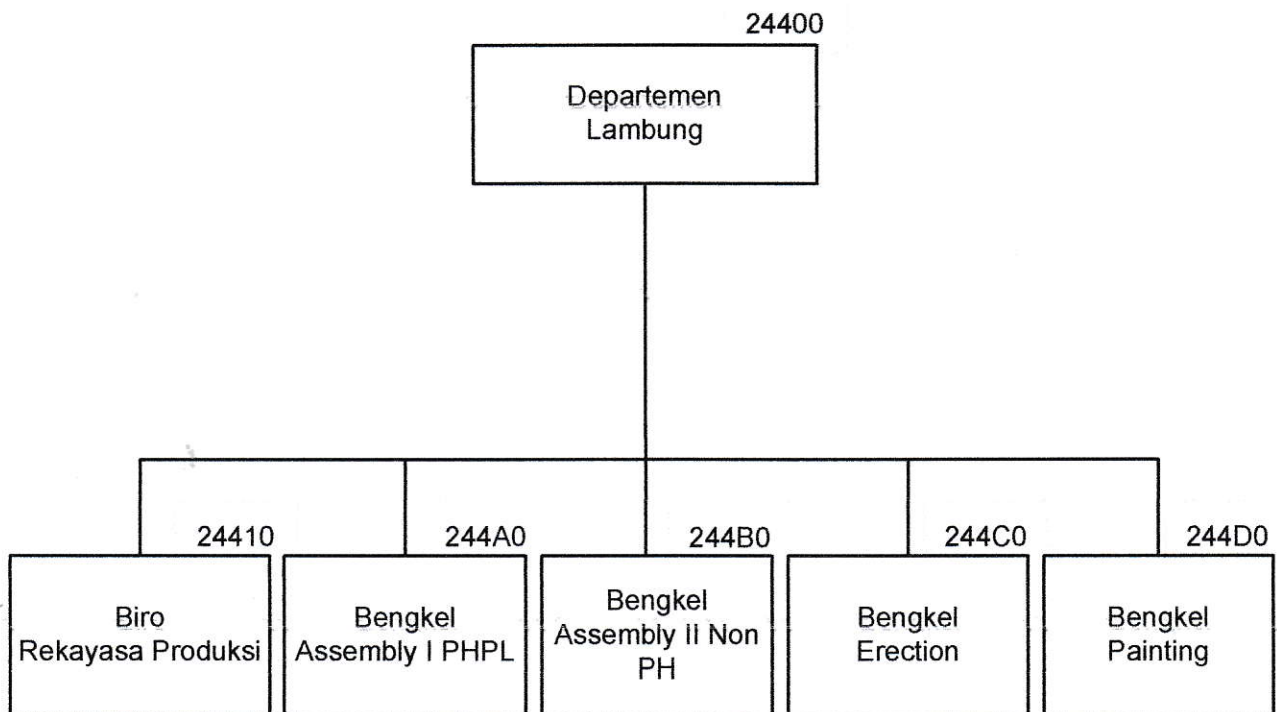 24400
Departemen
Lambung
24410
Biro
Rekayasa Produksi
244A0
Bengkel
Assembly I PHPL
244B0
Bengkel
Assembly II Non
PH
244C0
Bengkel
Erection
244D0
Bengkel
Painting